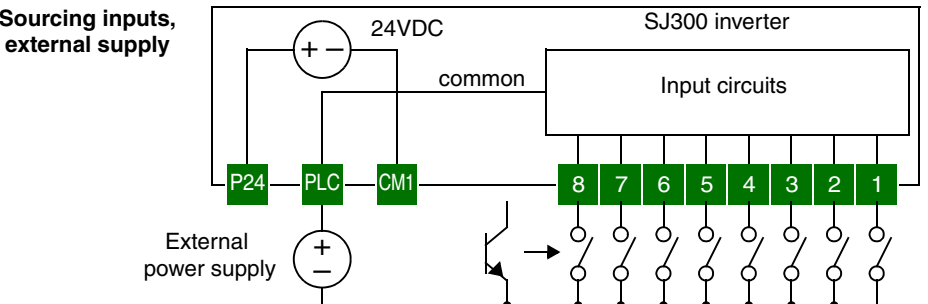 Sourcing inputs,
external supply
24VDC
SJ300 inverter
+ –
common
Input circuits
P24 PLC CM1 8 7 6 5 4 3 2 1
External
power supply
+
–